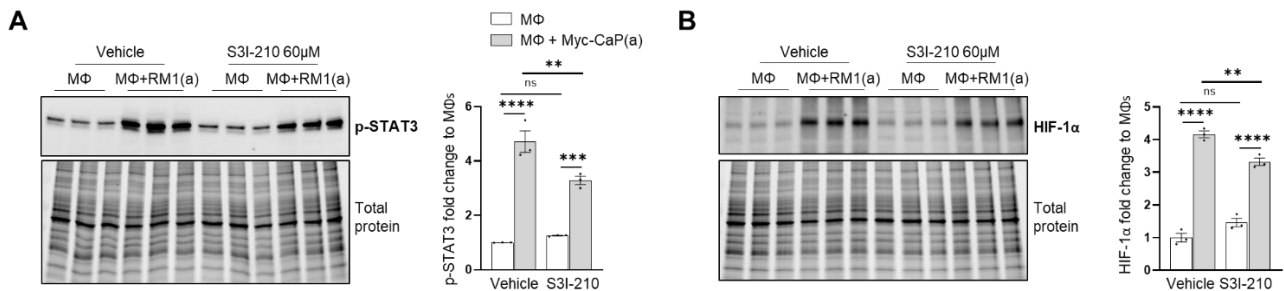 A
Vehicle S3I-210 60µM
MΦ MΦ+RM1(a) MΦ MΦ+RM1(a)
p-STAT3
Total
protein
MΦ
MΦ + Myc-CaP(a)
p-STAT3 fold change to MΦs
6
4
2
0
**
ns
****
***
Vehicle S3I-210
B
Vehicle S3I-210 60µM
MΦ MΦ+RM1(a) MΦ MΦ+RM1(a)
HIF-1α
Total
protein
HIF-1α fold change to MΦs
5
4
3
2
1
0
**
ns
****
****
Vehicle S3I-210